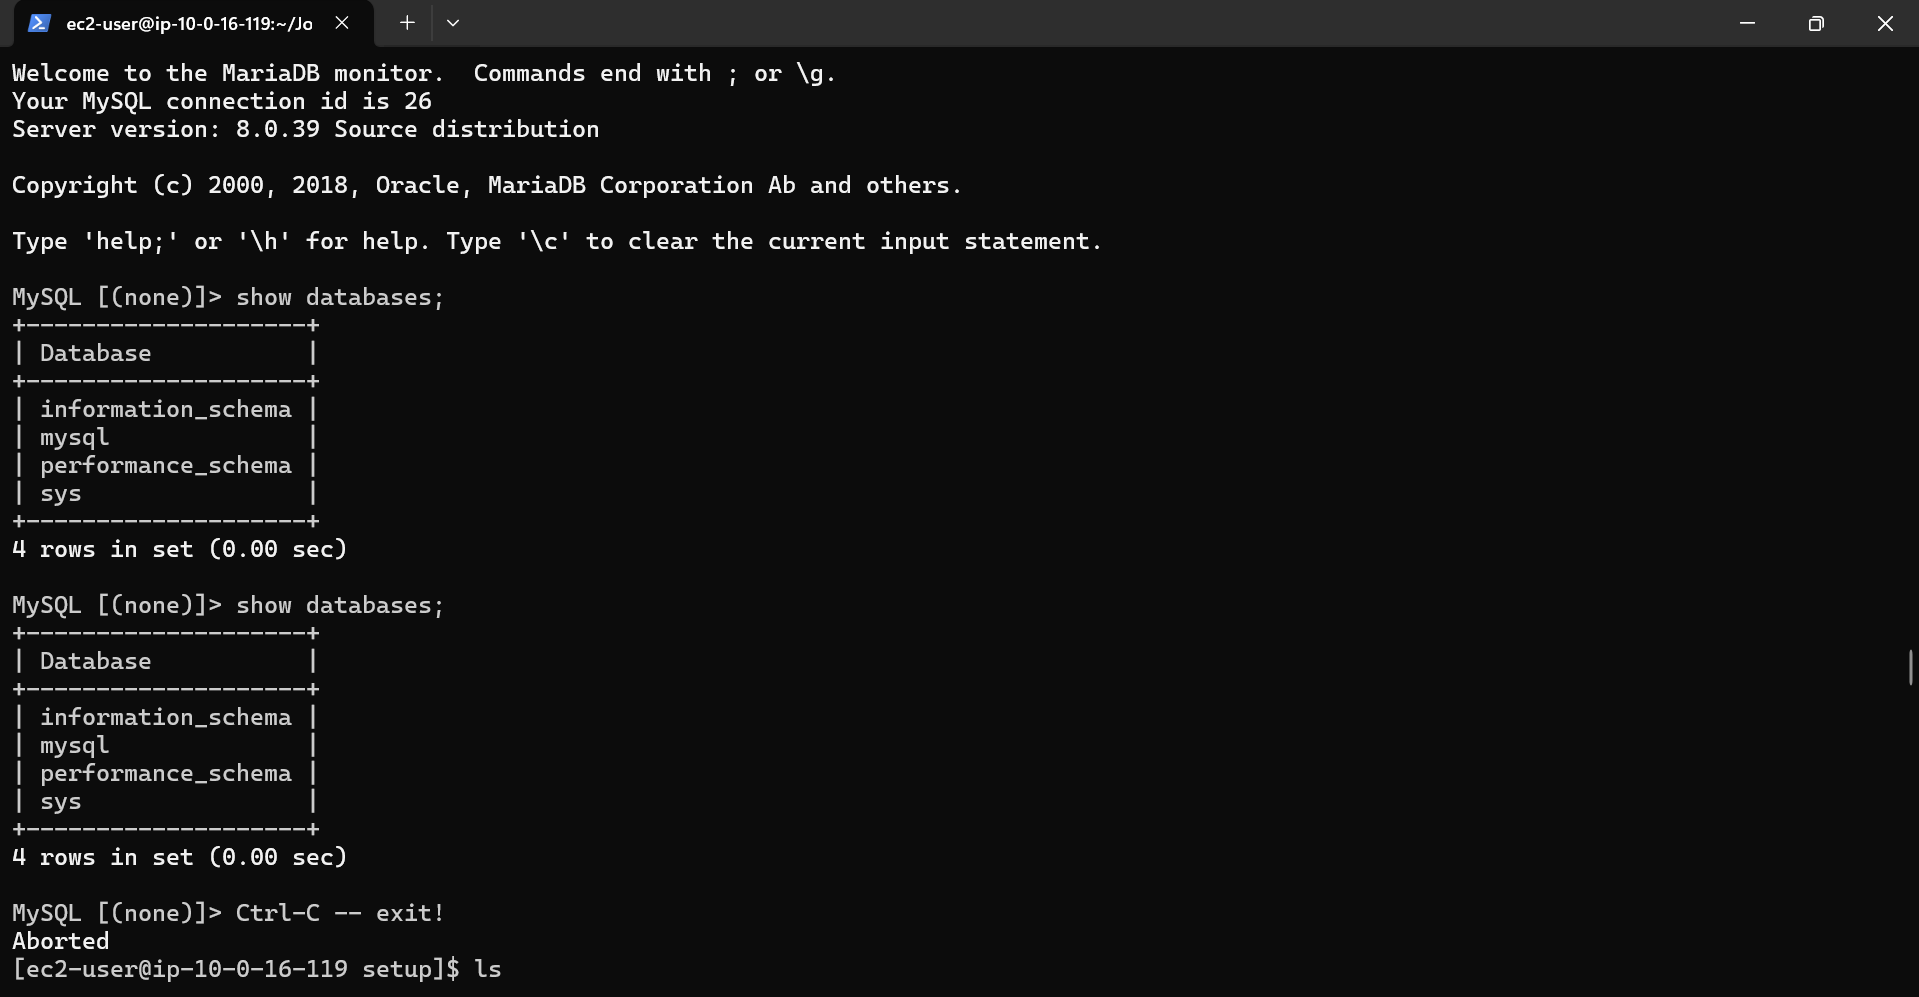 ec2-user@ip-10-0-16-119:~/Jo
Welcome to the MariaDB monitor.  Commands end with ; or \g.
Your MySQL connection id is 26
Server version: 8.0.39 Source distribution

Copyright (c) 2000, 2018, Oracle, MariaDB Corporation Ab and others.

Type 'help;' or '\h' for help. Type '\c' to clear the current input statement.

MySQL [(none)]> show databases;
+--------------------+
| Database           |
+--------------------+
| information_schema |
| mysql              |
| performance_schema |
| sys                |
+--------------------+
4 rows in set (0.00 sec)

MySQL [(none)]> show databases;
+--------------------+
| Database           |
+--------------------+
| information_schema |
| mysql              |
| performance_schema |
| sys                |
+--------------------+
4 rows in set (0.00 sec)

MySQL [(none)]> Ctrl-C -- exit!
Aborted
[ec2-user@ip-10-0-16-119 setup]$ ls